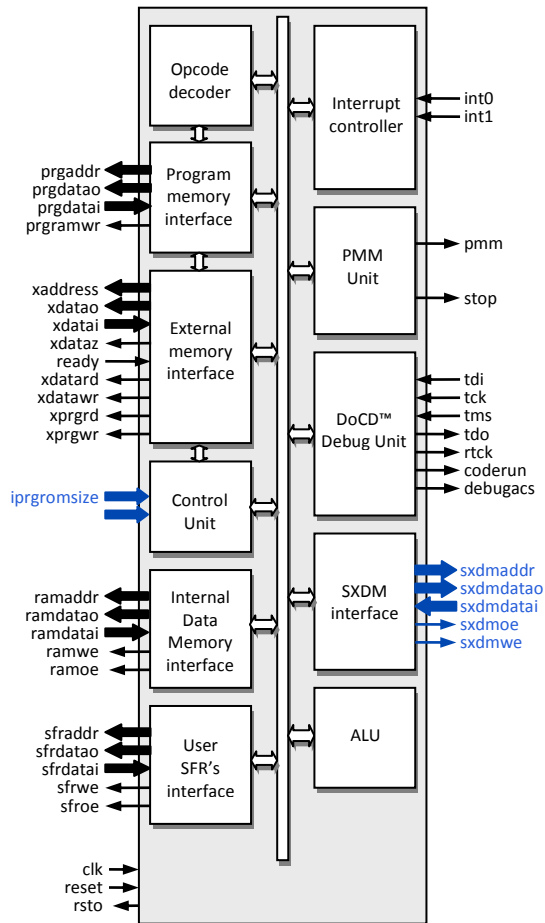 Opcode
decoder
prgaddr
prgdatao
prgdatai
prgramwr
Program
memory
interface
xaddress
xdatao
xdatai
xdataz
ready
xdatard
xdatawr
xprgrd
xprgwr
External
memory
interface
iprgromsize
Control
Unit
ramaddr
ramdatao
ramdatai
ramwe
ramoe
Internal
Data
Memory
interface
sfraddr
sfrdatao
sfrdatai
sfrwe
sfroe
User
SFR's
interface
clk
reset
rsto
Interrupt
controller
int0
int1
PMM
Unit
pmm
stop
DoCD™
Debug Unit
tdi
tck
tms
tdo
rtck
coderun
debugacs
SXDM
interface
sxdmaddr
sxdmdatao
sxdmdatai
sxdmoe
sxdmwe
ALU